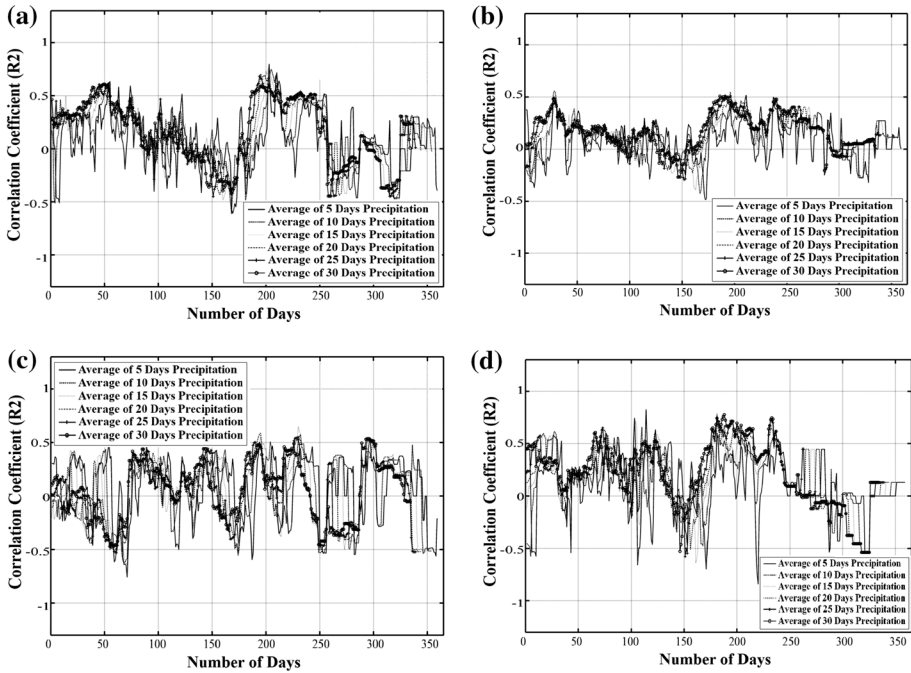 (a)
Correlation Coefficient (R2)
1
0.5
0
-0.5
-1
Average of 5 Days Precipitation
Average of 10 Days Precipitation
Average of 15 Days Precipitation
Average of 20 Days Precipitation
Average of 25 Days Precipitation
Average of 30 Days Precipitation
0 50 100 150 200 250 300 350
Number of Days
(b)
Correlation Coefficient (R2)
1
0.5
0
-0.5
-1
Average of 5 Days Precipitation
Average of 10 Days Precipitation
Average of 15 Days Precipitation
Average of 20 Days Precipitation
Average of 25 Days Precipitation
Average of 30 Days Precipitation
0 50 100 150 200 250 300 350
Number of Days
(c)
Correlation Coefficient (R2)
1
0.5
0
-0.5
-1
Average of 5 Days Precipitation
Average of 10 Days Precipitation
Average of 15 Days Precipitation
Average of 20 Days Precipitation
Average of 25 Days Precipitation
Average of 30 Days Precipitation
0 50 100 150 200 250 300 350
Number of Days
(d)
Correlation Coefficient (R2)
1
0.5
0
-0.5
-1
Average of 5 Days Precipitation
Average of 10 Days Precipitation
Average of 15 Days Precipitation
Average of 20 Days Precipitation
Average of 25 Days Precipitation
Average of 30 Days Precipitation
0 50 100 150 200 250 300 350
Number of Days